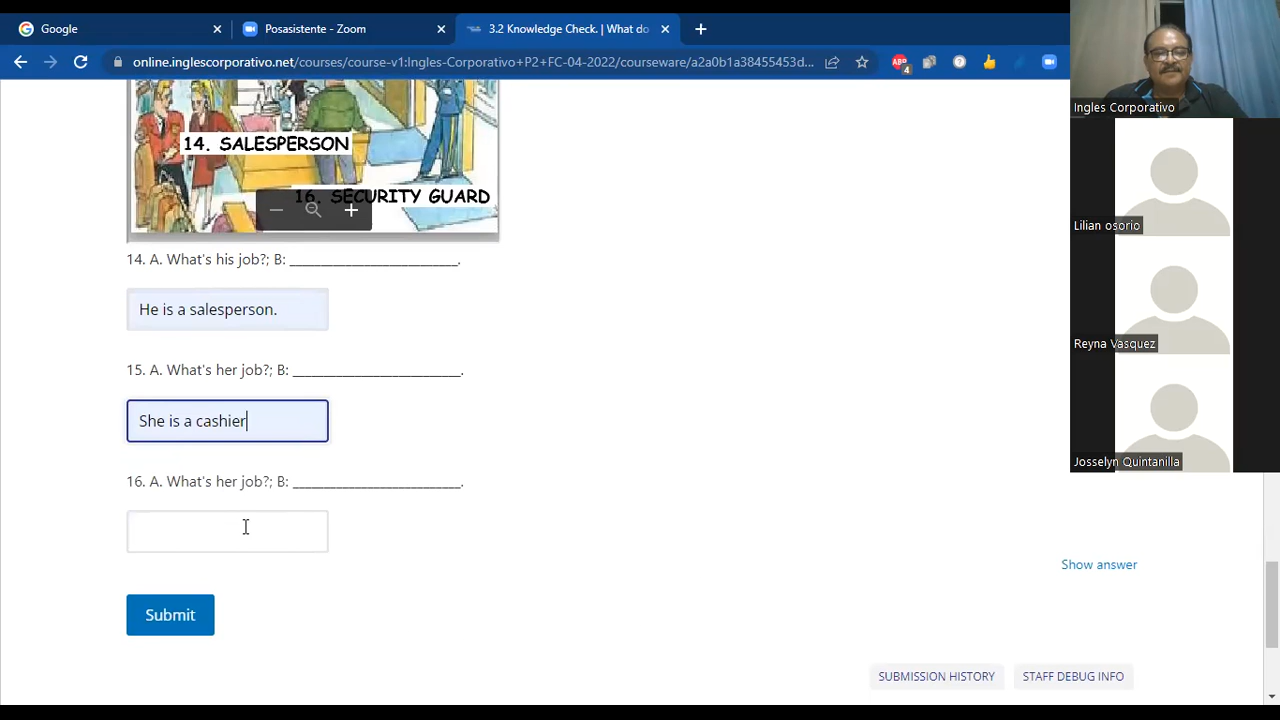 Google
Posasistente - Zoom
3.2 Knowledge Check. | What do
online.inglescorporativo.net/courses/course-v1:Ingles-Corporativo+P2+FC-04-2022/courseware/a2a0b1a38455453d...
ABP
4
Ingles Corporativo
Lilian osorio
Reyna Vasquez
Josselyn Quintanilla
14. SALESPERSON
16. SECURITY GUARD
14. A. What's his job?; B: ________________________.
He is a salesperson.
15. A. What's her job?; B: ________________________.
She is a cashier
16. A. What's her job?; B: ________________________.
Show answer
Submit
SUBMISSION HISTORY
STAFF DEBUG INFO